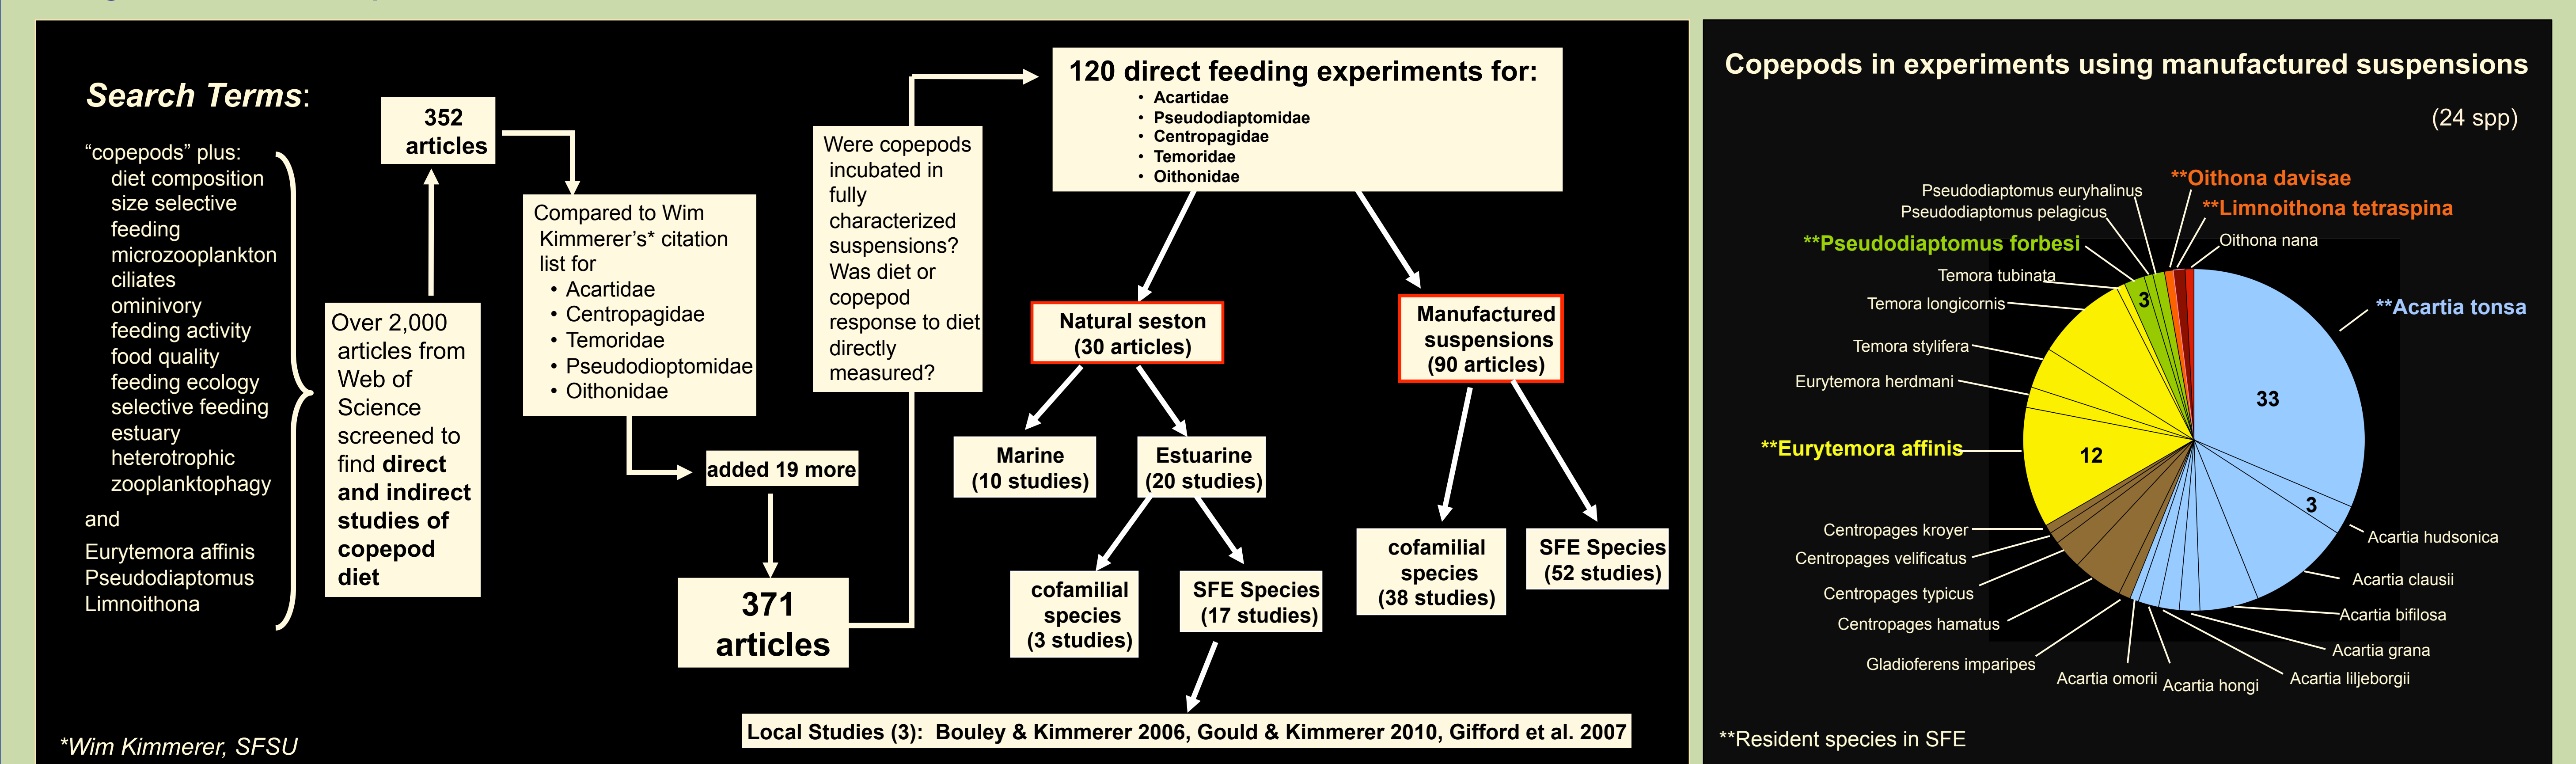 Search Terms:
“copepods” plus:
diet composition
size selective
feeding
microzooplankton
ciliates
ominivory
feeding activity
food quality
feeding ecology
selective feeding
estuary
heterotrophic
zooplanktophagy
and
Eurytemora affinis
Pseudodiaptomus
Limnoithona
*Wim Kimmerer, SFSU
Over 2,000
articles from
Web of
Science
screened to
find direct
and indirect
studies of
copepod
diet
352
articles
Compared to Wim
Kimmerer’s* citation
list for
• Acartidae
• Centropagidae
• Temoridae
• Pseudodioptomidae
• Oithonidae
added 19 more
371
articles
Were copepods
incubated in
fully
characterized
suspensions?
Was diet or
copepod
response to diet
directly
measured?
120 direct feeding experiments for:
• Acartidae
• Pseudodiaptomidae
• Centropagidae
• Temoridae
• Oithonidae
Natural seston
(30 articles)
Manufactured
suspensions
(90 articles)
Marine
(10 studies)
Estuarine
(20 studies)
cofamilial
species
(3 studies)
SFE Species
(17 studies)
cofamilial
species
(38 studies)
SFE Species
(52 studies)
Local Studies (3): Bouley & Kimmerer 2006, Gould & Kimmerer 2010, Gifford et al. 2007
Copepods in experiments using manufactured suspensions
(24 spp)
**Oithona davisae
Pseudodiaptomus euryhalinus
**Limnoithona tetraspina
Pseudodiaptomus pelagicus
Oithona nana
**Pseudodiaptomus forbesi
Temora tubinata
Temora longicornis
Temora stylifera
Eurytemora herdmani
**Eurytemora affinis
Centropages kroyer
Centropages velificatus
Centropages typicus
Centropages hamatus
Gladioferens imparipes
Acartia omorii
Acartia hongi
Acartia liljeborgii
Acartia grana
Acartia bifilosa
Acartia clausii
Acartia hudsonica
**Acartia tonsa
3
33
12
3
**Resident species in SFE